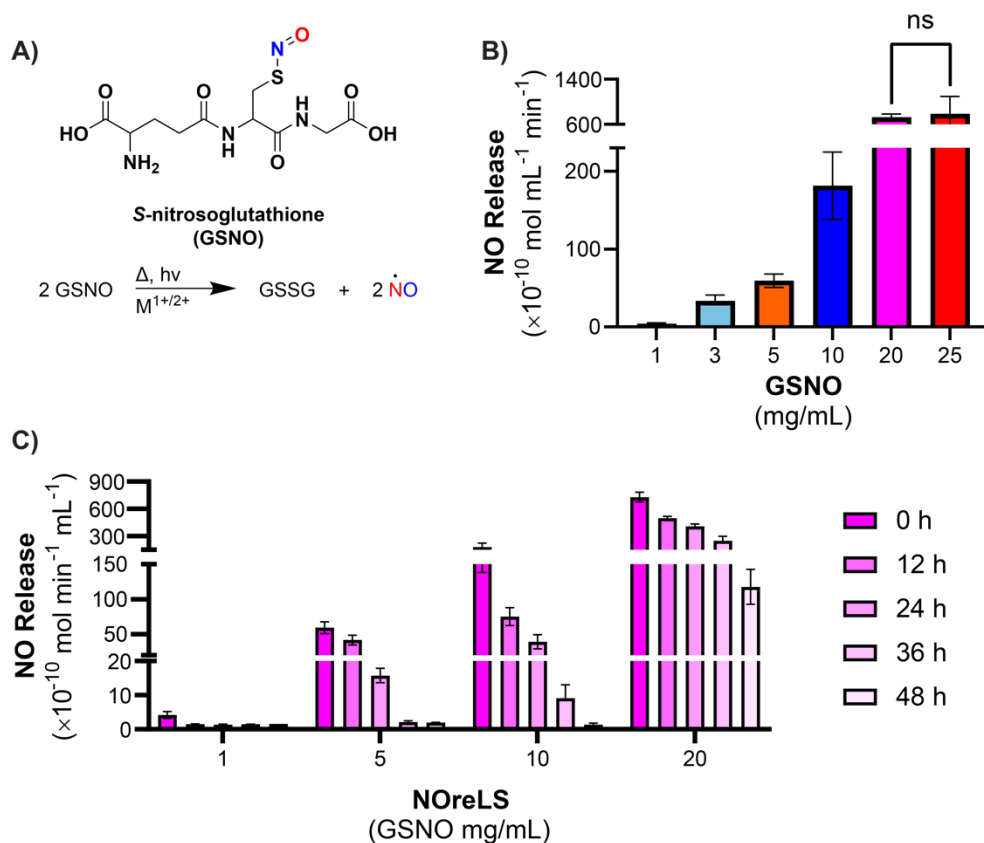 A)
N
O
S
O
HO
NH₂
O
N
H
O
H
N
O
OH
S-nitrosoglutathione
(GSNO)
2 GSNO
Δ, hv
M¹⁺/²⁺
GSSG + 2 ṄO
B)
ns
NO Release
(×10⁻¹⁰ mol mL⁻¹ min⁻¹)
1400
600
200
100
0
1 3 5 10 20 25
GSNO
(mg/mL)
C)
NO Release
(×10⁻¹⁰ mol min⁻¹ mL⁻¹)
900
600
300
150
100
50
20
10
0
1 5 10 20
NOreLS
(GSNO mg/mL)
0 h
12 h
24 h
36 h
48 h